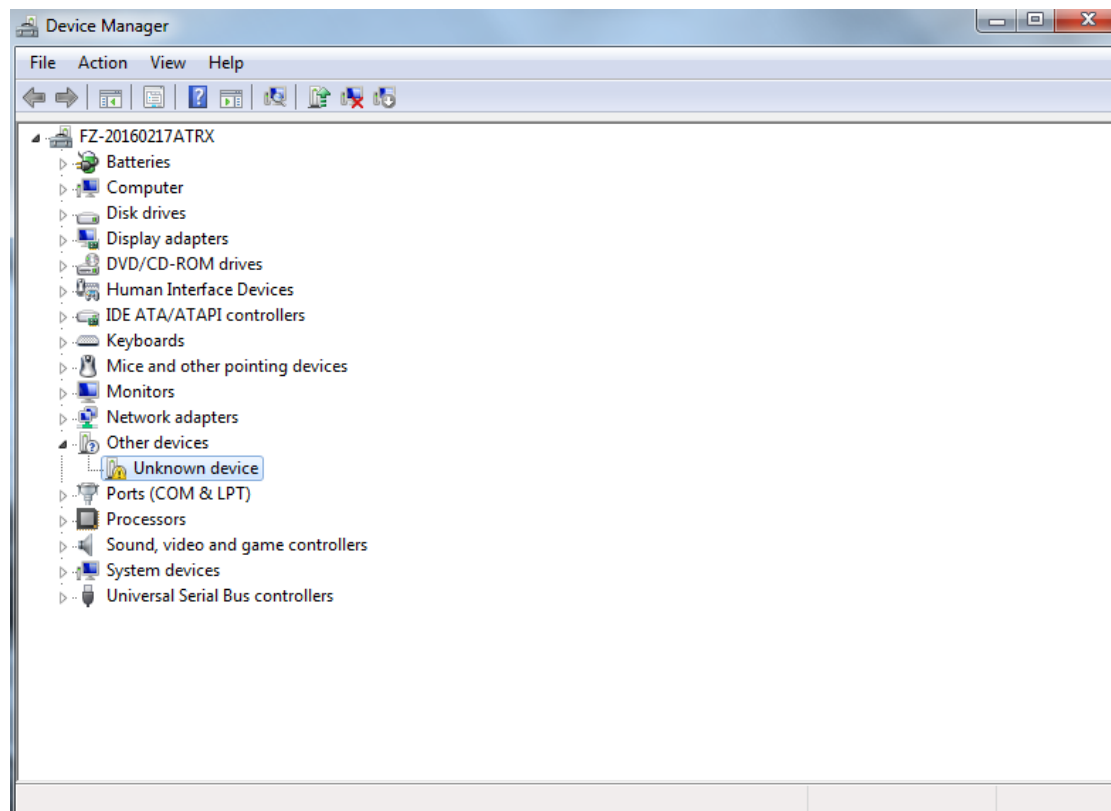 Device Manager
File Action View Help
FZ-20160217ATRX
Batteries
Computer
Disk drives
Display adapters
DVD/CD-ROM drives
Human Interface Devices
IDE ATA/ATAPI controllers
Keyboards
Mice and other pointing devices
Monitors
Network adapters
Other devices
Unknown device
Ports (COM & LPT)
Processors
Sound, video and game controllers
System devices
Universal Serial Bus controllers